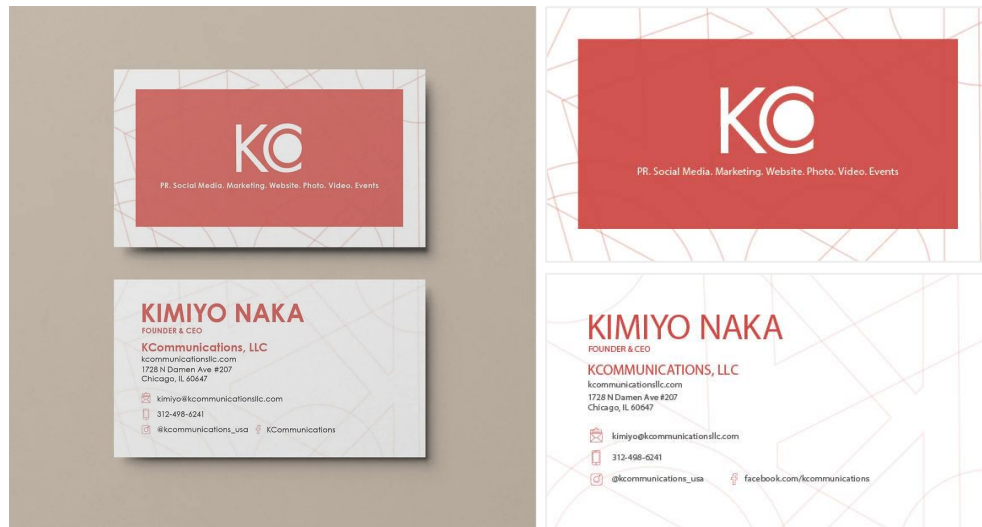 KC
PR. Social Media. Marketing. Website. Photo. Video. Events
KIMIYO NAKA
FOUNDER & CEO
KCommunications, LLC
kcommunicationsllc.com
1728 N Damen Ave #207
Chicago, IL 60647
kimiyo@kcommunicationsllc.com
312-498-6241
@kcommunications_usa KCommunications
KC
PR. Social Media. Marketing. Website. Photo. Video. Events
KIMIYO NAKA
FOUNDER & CEO
KCOMMUNICATIONS, LLC
kcommunicationsllc.com
1728 N Damen Ave #207
Chicago, IL 60647
kimiyo@kcommunicationsllc.com
312-498-6241
@kcommunications_usa facebook.com/kcommunications